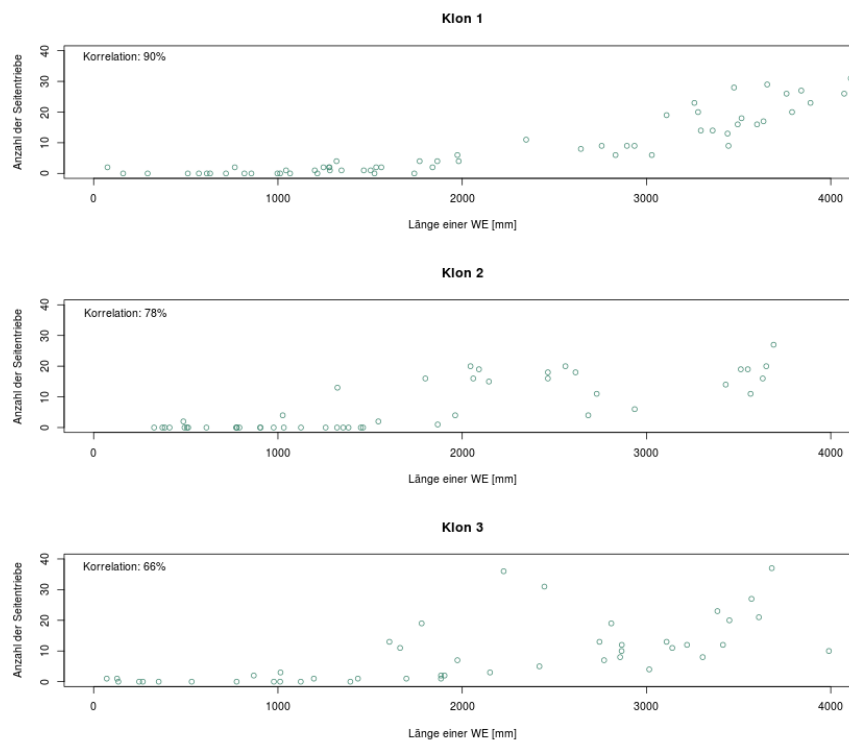 Klon 1
Korrelation: 90%
Anzahl der Seitentriebe
0 10 20 30 40
0 1000 2000 3000 4000
Länge einer WE [mm]
Klon 2
Korrelation: 78%
Anzahl der Seitentriebe
0 10 20 30 40
0 1000 2000 3000 4000
Länge einer WE [mm]
Klon 3
Korrelation: 66%
Anzahl der Seitentriebe
0 10 20 30 40
0 1000 2000 3000 4000
Länge einer WE [mm]